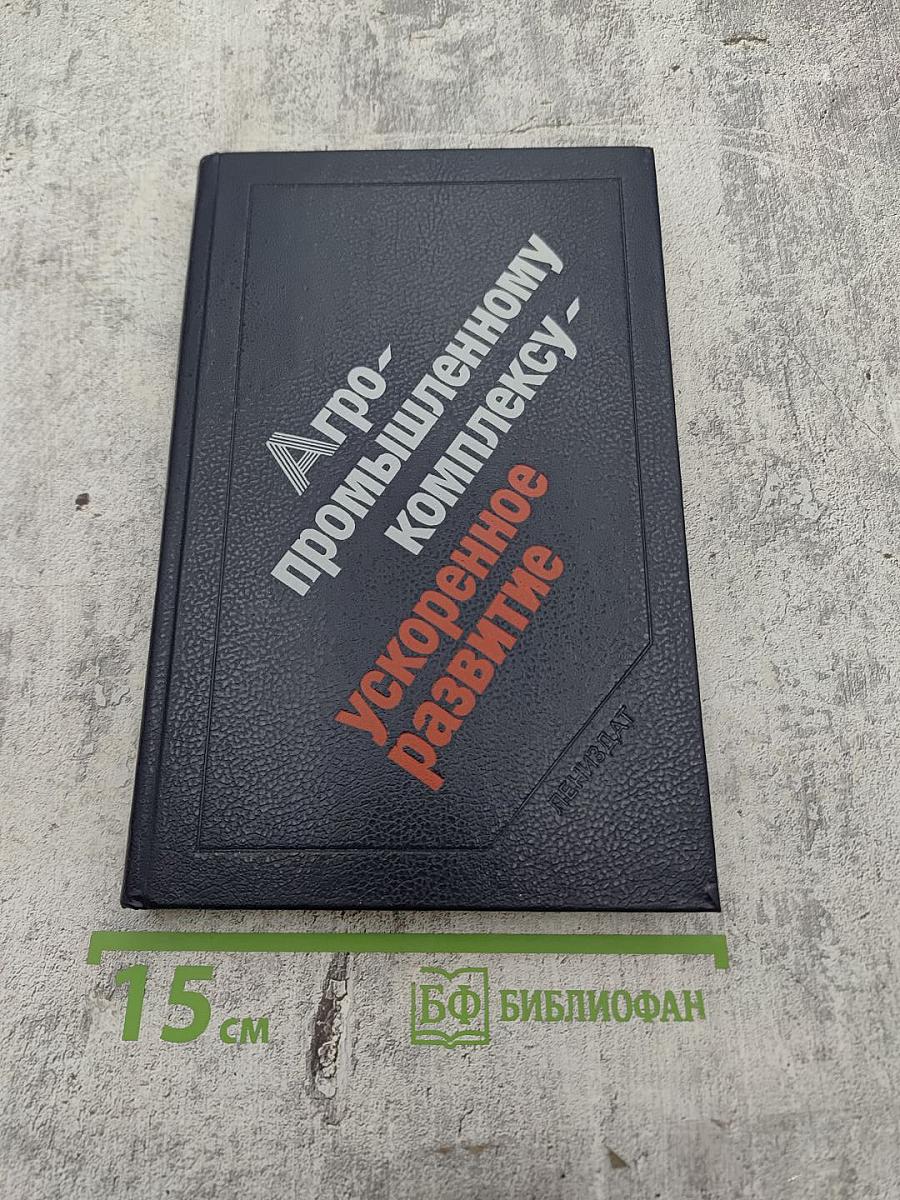 Агро-
промышленному
комплексу-
ускоренное
развитие
ЛЕНИЗДАТ
15 см
БФ БИБЛИОФАН